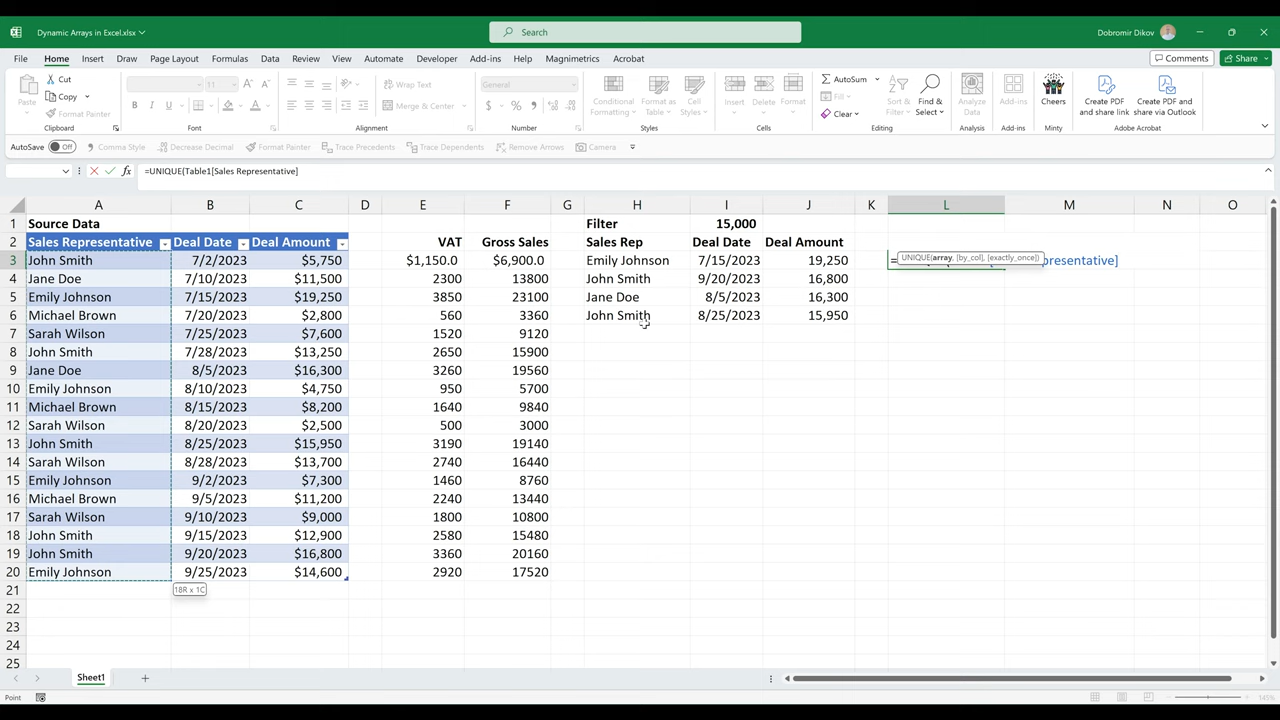 Dynamic Arrays in Excel.xlsx
Search
Dobromir Dikov
File Home Insert Draw Page Layout Formulas Data Review View Automate Developer Add-ins Help Magnimetrics Acrobat
Comments Share
Paste Cut Copy Format Painter
Clipboard
11
B I U
Font
Wrap Text
Merge & Center
Alignment
General
$ %
Number
Conditional Formatting Format as Table Cell Styles
Styles
Insert Delete Format
Cells
AutoSum Fill Clear
Sort & Filter Find & Select
Editing
Analyze Data
Analysis
Add-ins
Add-ins
Cheers
Minty
Create PDF and share link Create PDF and share via Outlook
Adobe Acrobat
AutoSave Off Comma Style Decrease Decimal Format Painter Trace Precedents Trace Dependents Remove Arrows Camera
fx =UNIQUE(Table1[Sales Representative]
A B C D E F G H I J K L M N O
1 Source Data Filter 15,000
2 Sales Representative Deal Date Deal Amount VAT Gross Sales Sales Rep Deal Date Deal Amount
3 John Smith 7/2/2023 $5,750 $1,150.0 $6,900.0 Emily Johnson 7/15/2023 19,250 = presentative]
UNIQUE(array, [by_col], [exactly_once])
4 Jane Doe 7/10/2023 $11,500 2300 13800 John Smith 9/20/2023 16,800
5 Emily Johnson 7/15/2023 $19,250 3850 23100 Jane Doe 8/5/2023 16,300
6 Michael Brown 7/20/2023 $2,800 560 3360 John Smith 8/25/2023 15,950
7 Sarah Wilson 7/25/2023 $7,600 1520 9120
8 John Smith 7/28/2023 $13,250 2650 15900
9 Jane Doe 8/5/2023 $16,300 3260 19560
10 Emily Johnson 8/10/2023 $4,750 950 5700
11 Michael Brown 8/15/2023 $8,200 1640 9840
12 Sarah Wilson 8/20/2023 $2,500 500 3000
13 John Smith 8/25/2023 $15,950 3190 19140
14 Sarah Wilson 8/28/2023 $13,700 2740 16440
15 Emily Johnson 9/2/2023 $7,300 1460 8760
16 Michael Brown 9/5/2023 $11,200 2240 13440
17 Sarah Wilson 9/10/2023 $9,000 1800 10800
18 John Smith 9/15/2023 $12,900 2580 15480
19 John Smith 9/20/2023 $16,800 3360 20160
20 Emily Johnson 9/25/2023 $14,600 2920 17520
18R x 1C
21
22
23
24
25
Sheet1
Point
145%